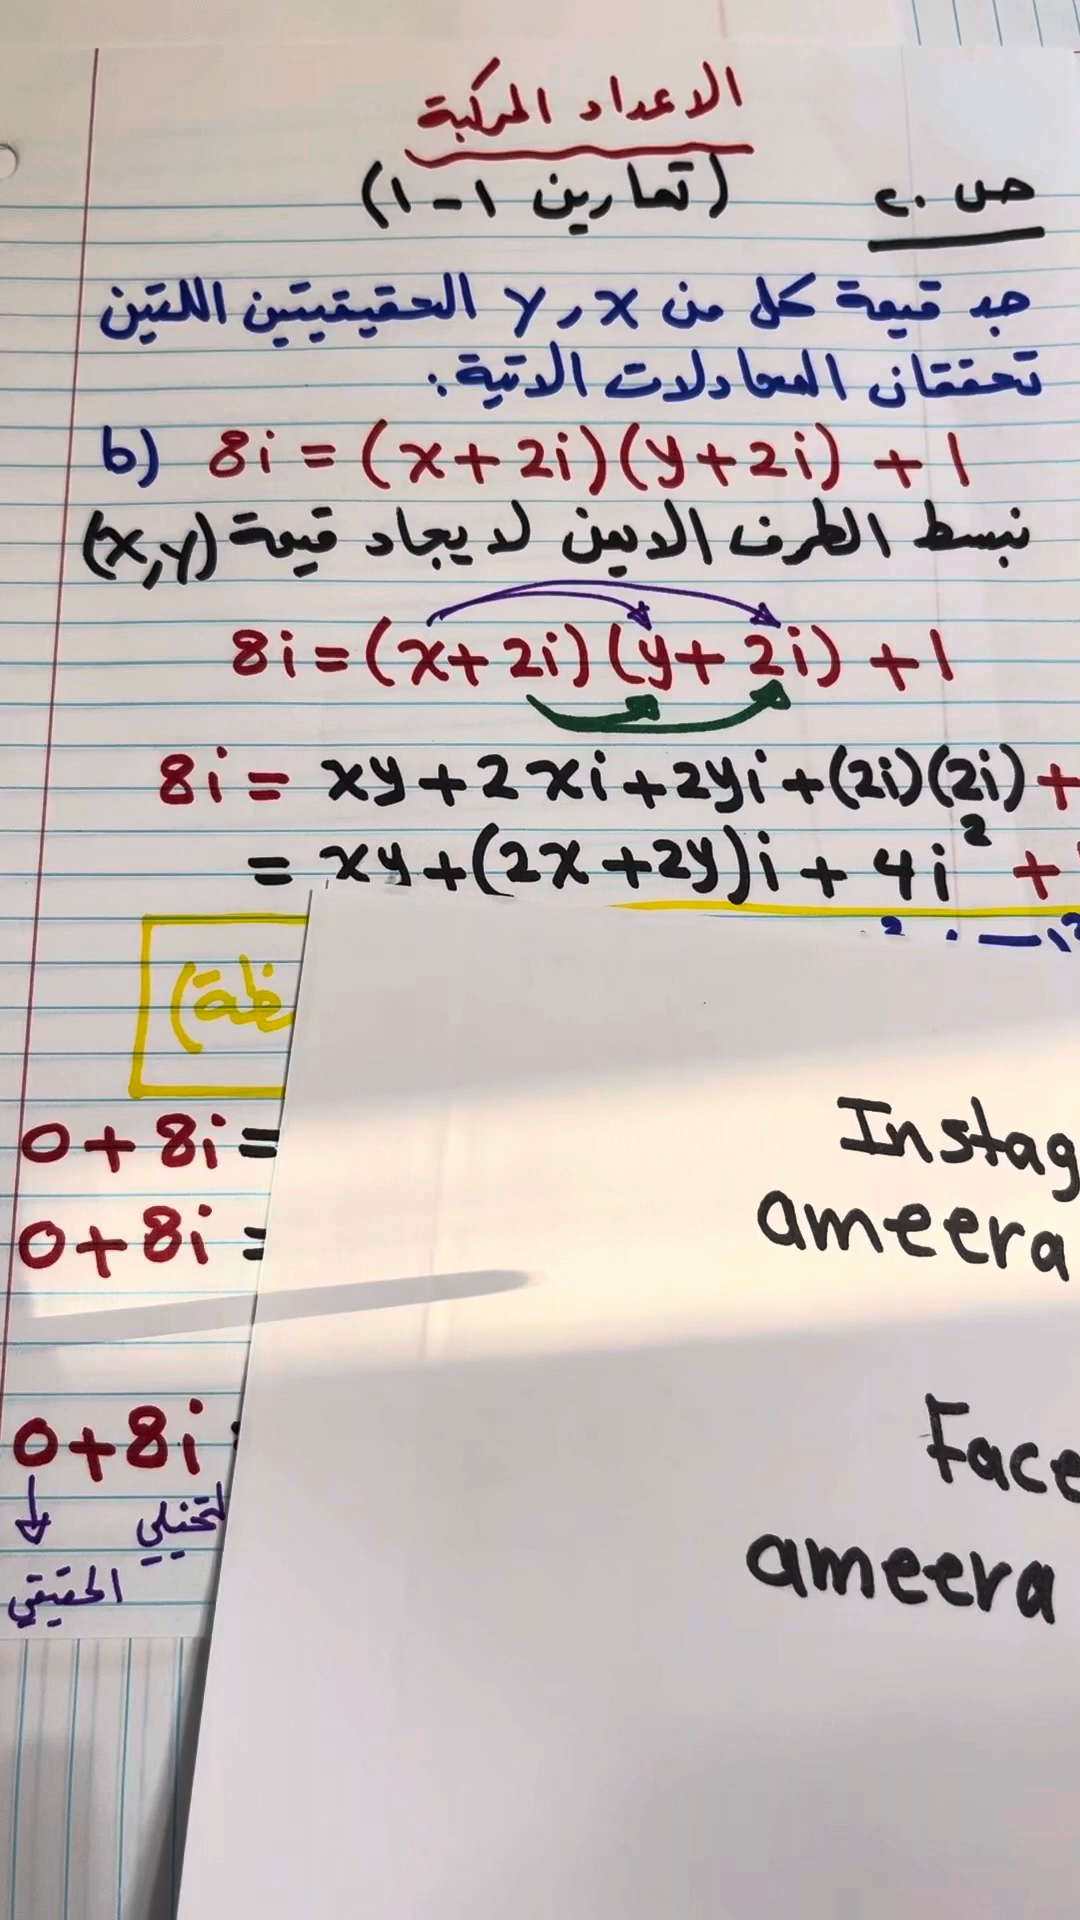 الاعداد المركبة
ص ٢٠ (تمارين ١-١)
جد قيمة كل من x, y الحقيقيتين اللتين
تحققان المعادلات الاتية:
b) 8i = (x + 2i)(y + 2i) + 1
نبسط الطرف الايمن لايجاد قيمة (x,y)
8i = (x + 2i)(y + 2i) + 1
8i = xy + 2xi + 2yi + (2i)(2i) +
= xy + (2x + 2y)i + 4i² +
0 + 8i =
0 + 8i =
0 + 8i
التخيلي
الحقيقي
Instag
ameera
Face
ameera